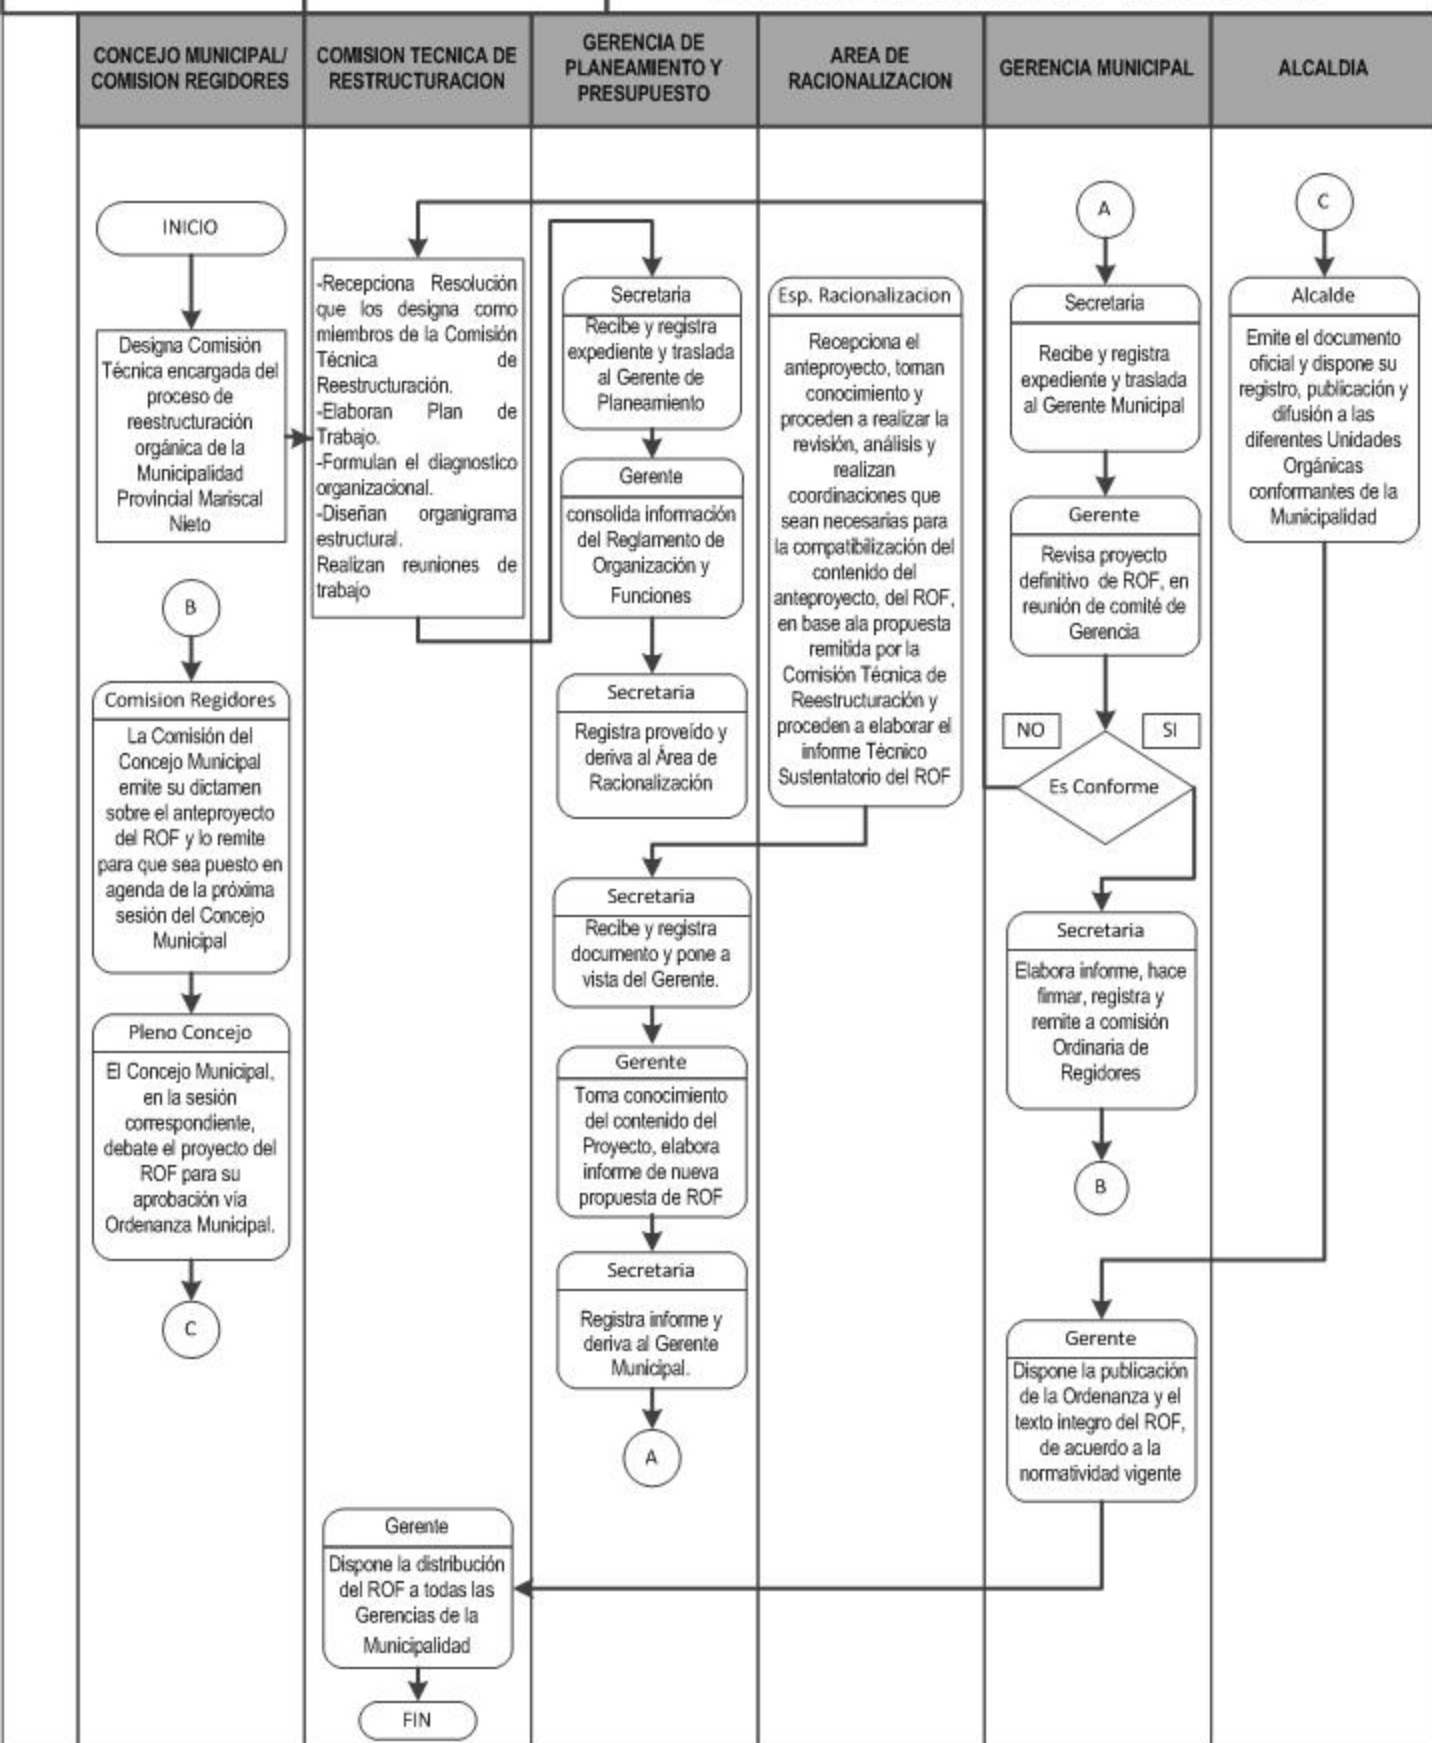 CONCEJO MUNICIPAL/
COMISION REGIDORES
COMISION TECNICA DE
RESTRUCTURACION
GERENCIA DE
PLANEAMIENTO Y
PRESUPUESTO
AREA DE
RACIONALIZACION
GERENCIA MUNICIPAL
ALCALDIA
INICIO
Designa Comisión
Técnica encargada del
proceso de
reestructuración
orgánica de la
Municipalidad
Provincial Mariscal
Nieto
B
Comision Regidores
La Comisión del
Concejo Municipal
emite su dictamen
sobre el anteproyecto
del ROF y lo remite
para que sea puesto en
agenda de la próxima
sesión del Concejo
Municipal
Pleno Concejo
El Concejo Municipal,
en la sesión
correspondiente,
debate el proyecto del
ROF para su
aprobación vía
Ordenanza Municipal.
C
-Recepciona Resolución
que los designa como
miembros de la Comisión
Técnica de
Reestructuración.
-Elaboran Plan de
Trabajo.
-Formulan el diagnostico
organizacional.
-Diseñan organigrama
estructural.
Realizan reuniones de
trabajo
Gerente
Dispone la distribución
del ROF a todas las
Gerencias de la
Municipalidad
FIN
Secretaria
Recibe y registra
expediente y traslada
al Gerente de
Planeamiento
Gerente
consolida información
del Reglamento de
Organización y
Funciones
Secretaria
Registra proveído y
deriva al Área de
Racionalización
Secretaria
Recibe y registra
documento y pone a
vista del Gerente.
Gerente
Toma conocimiento
del contenido del
Proyecto, elabora
informe de nueva
propuesta de ROF
Secretaria
Registra informe y
deriva al Gerente
Municipal.
A
Esp. Racionalizacion
Recepciona el
anteproyecto, toman
conocimiento y
proceden a realizar la
revisión, análisis y
realizan
coordinaciones que
sean necesarias para
la compatibilización del
contenido del
anteproyecto, del ROF,
en base ala propuesta
remitida por la
Comisión Técnica de
Reestructuración y
proceden a elaborar el
informe Técnico
Sustentatorio del ROF
A
Secretaria
Recibe y registra
expediente y traslada
al Gerente Municipal
Gerente
Revisa proyecto
definitivo de ROF, en
reunión de comité de
Gerencia
NO
SI
Es Conforme
Secretaria
Elabora informe, hace
firmar, registra y
remite a comisión
Ordinaria de
Regidores
B
Gerente
Dispone la publicación
de la Ordenanza y el
texto integro del ROF,
de acuerdo a la
normatividad vigente
C
Alcalde
Emite el documento
oficial y dispone su
registro, publicación y
difusión a las
diferentes Unidades
Orgánicas
conformantes de la
Municipalidad